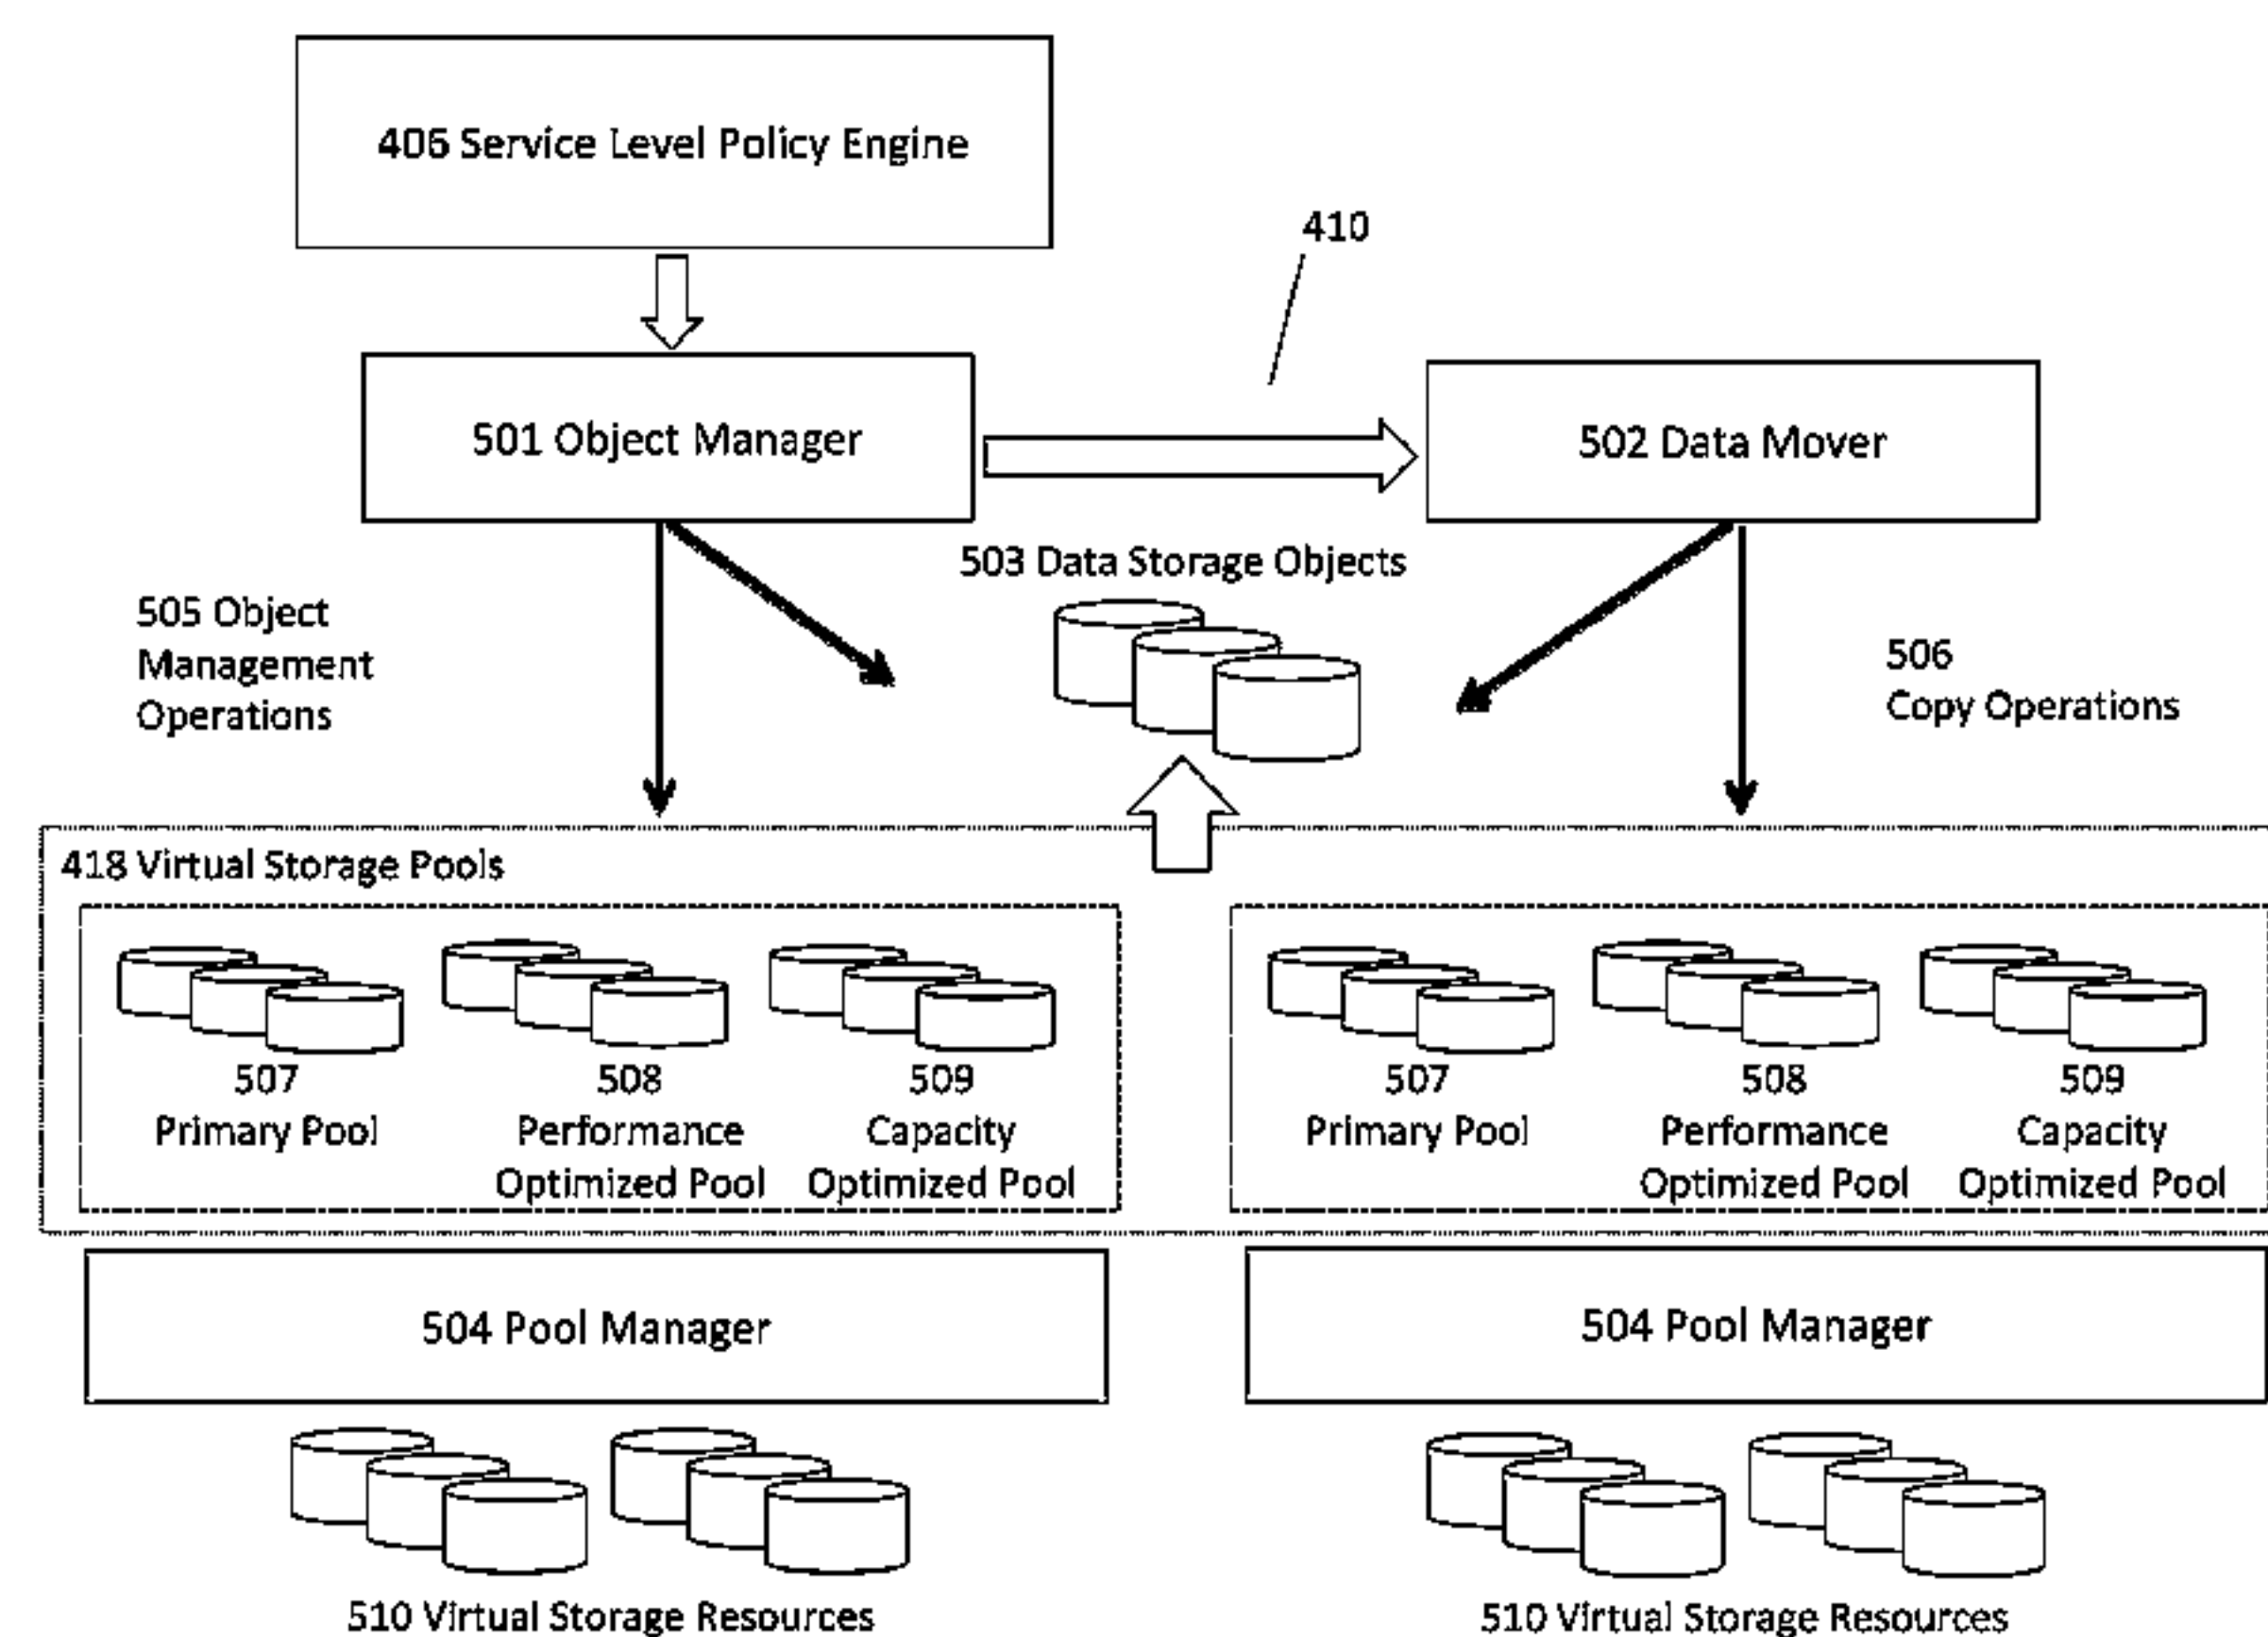 406 Service Level Policy Engine
410
501 Object Manager
502 Data Mover
503 Data Storage Objects
505 Object
Management
Operations
506
Copy Operations
418 Virtual Storage Pools
507
Primary Pool
508
Performance
Optimized Pool
509
Capacity
Optimized Pool
507
Primary Pool
508
Performance
Optimized Pool
509
Capacity
Optimized Pool
504 Pool Manager
504 Pool Manager
510 Virtual Storage Resources
510 Virtual Storage Resources